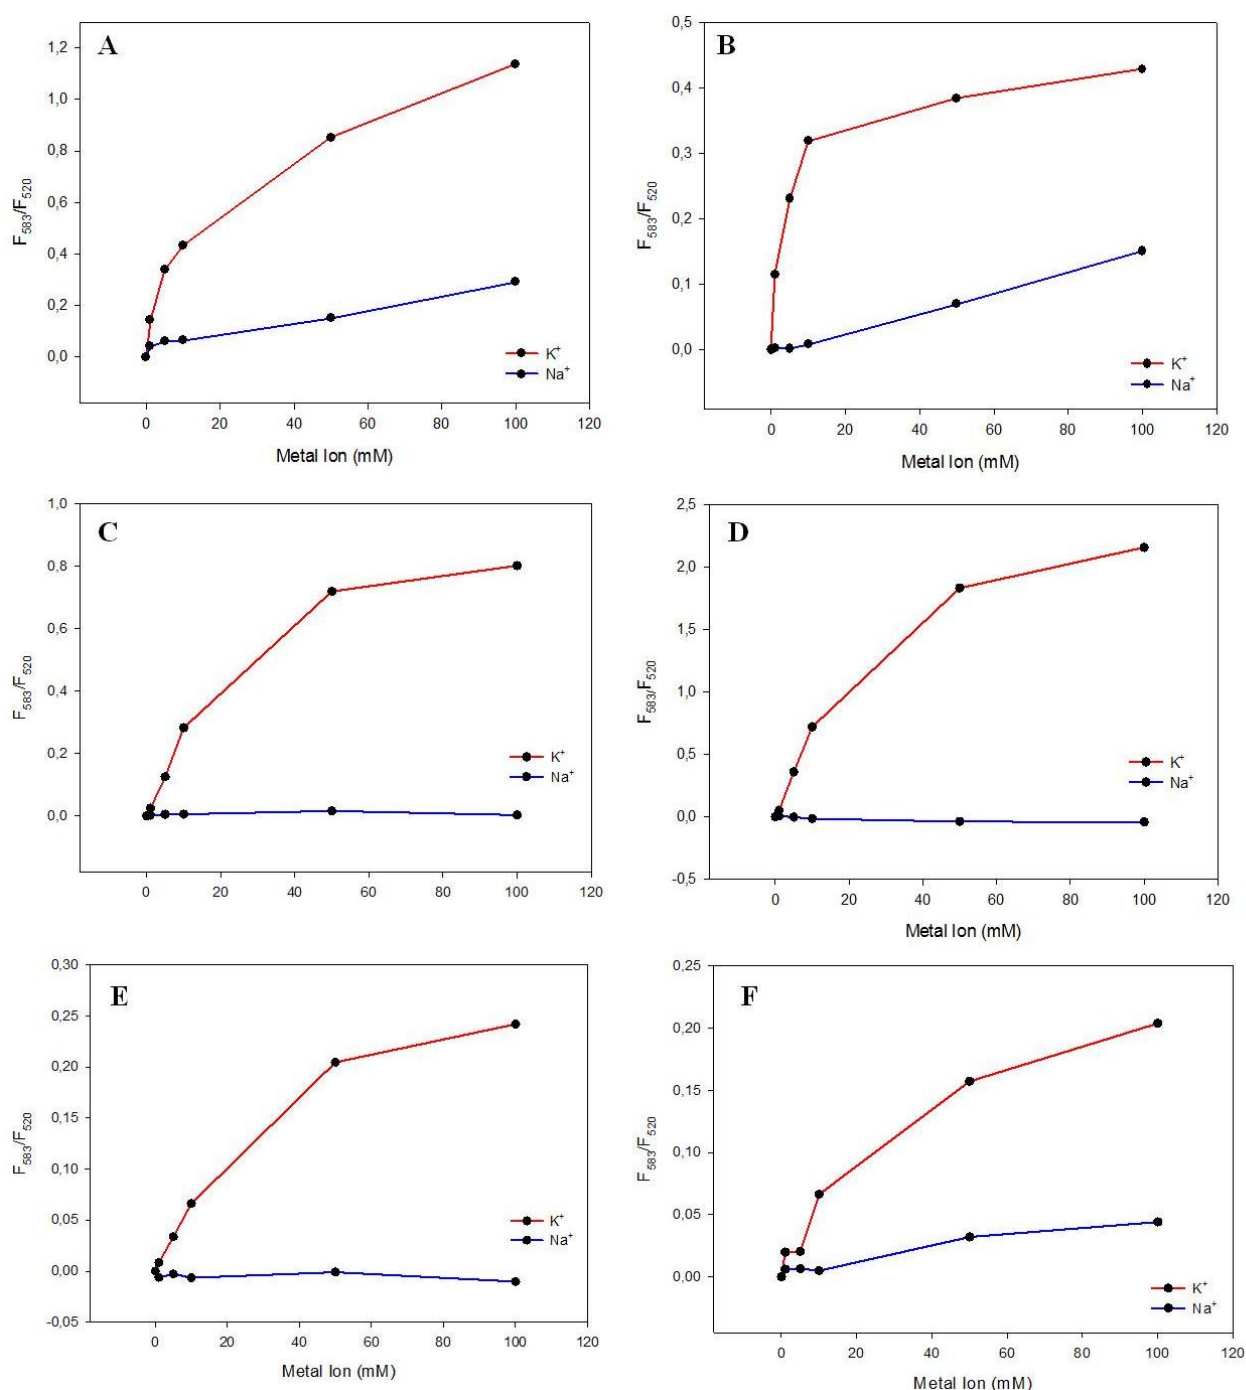 A
1,2
1,0
0,8
0,6
0,4
0,2
0,0
F583/F520
K+
Na+
0 20 40 60 80 100 120
Metal Ion (mM)
B
0,5
0,4
0,3
0,2
0,1
0,0
F583/F520
K+
Na+
0 20 40 60 80 100 120
Metal Ion (mM)
C
1,0
0,8
0,6
0,4
0,2
0,0
F583/F520
K+
Na+
0 20 40 60 80 100 120
D
2,5
2,0
1,5
1,0
0,5
0,0
-0,5
F583/F520
K+
Na+
0 20 40 60 80 100 120
Metal Ion (mM)
E
0,30
0,25
0,20
0,15
0,10
0,05
0,00
-0,05
F583/F520
K+
Na+
0 20 40 60 80 100 120
Metal Ion (mM)
F
0,25
0,20
0,15
0,10
0,05
0,00
F583/F520
K+
Na+
0 20 40 60 80 100 120
Metal Ion (mM)